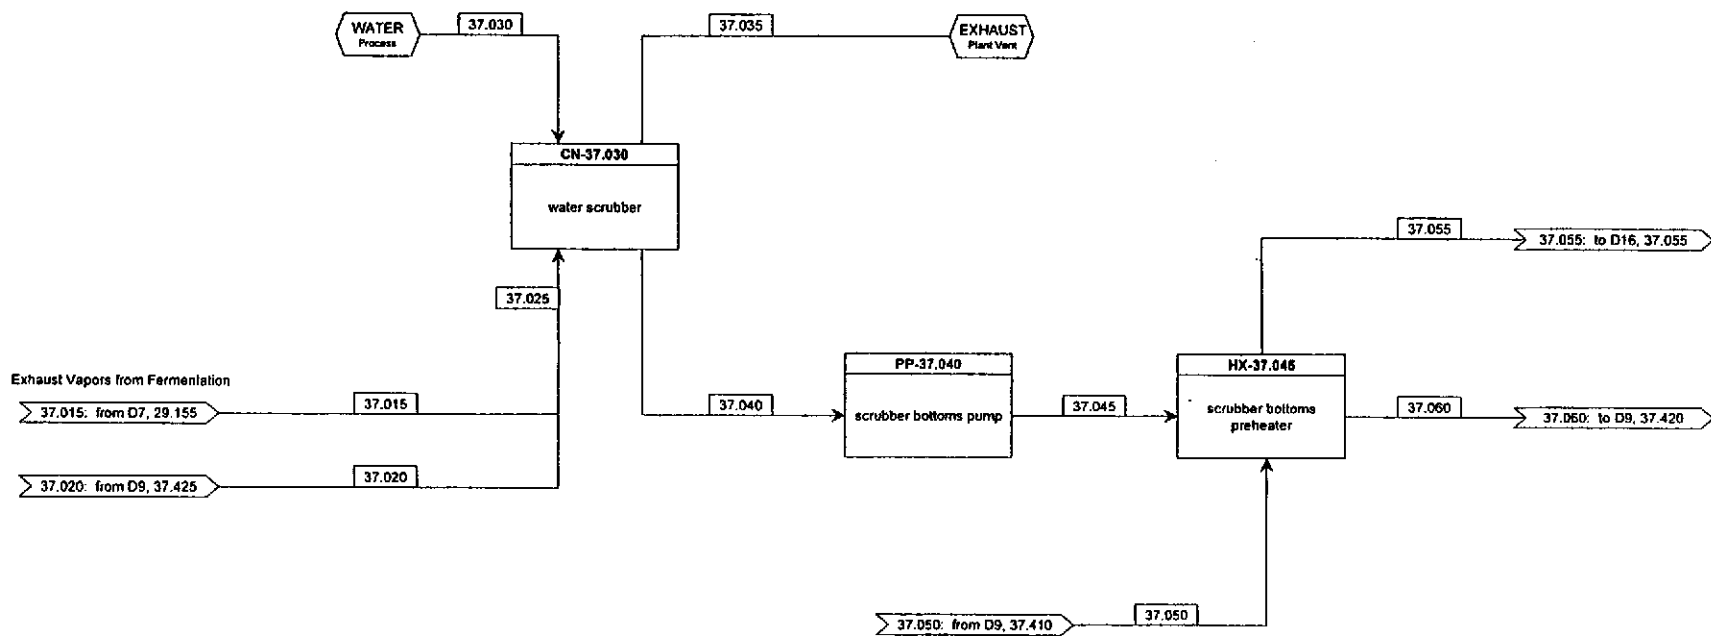 WATER
Process
37.030
37.035
EXHAUST
Plant Vent
CN-37.030
water scrubber
37.025
37.055
37.055: to D16, 37.055
Exhaust Vapors from Fermentation
37.015: from D7, 29.155
37.015
37.020: from D9, 37.425
37.020
37.040
PP-37.040
scrubber bottoms pump
37.045
HX-37.045
scrubber bottoms
preheater
37.060
37.060: to D9, 37.420
37.050: from D9, 37.410
37.050